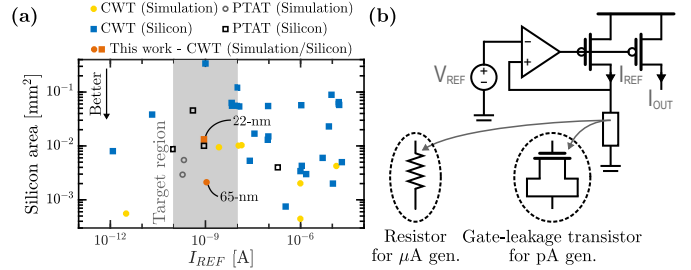 (a)
CWT (Simulation)
PTAT (Simulation)
CWT (Silicon)
PTAT (Silicon)
This work - CWT (Simulation/Silicon)
Silicon area [mm²]
10⁻¹
10⁻²
10⁻³
Better
Target region
22-nm
65-nm
10⁻¹²
10⁻⁹
10⁻⁶
I_REF [A]
(b)
V_REF
I_REF
I_OUT
Resistor
for μA gen.
Gate-leakage transistor
for pA gen.